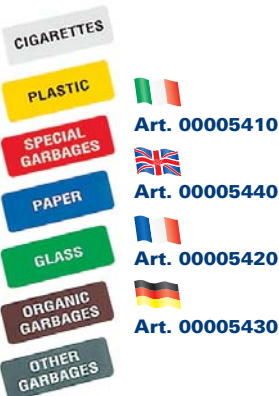 CIGARETTES
PLASTIC
SPECIAL
GARBAGES
PAPER
GLASS
ORGANIC
GARBAGES
OTHER
GARBAGES
Art. 00005410
Art. 00005440
Art. 00005420
Art. 00005430